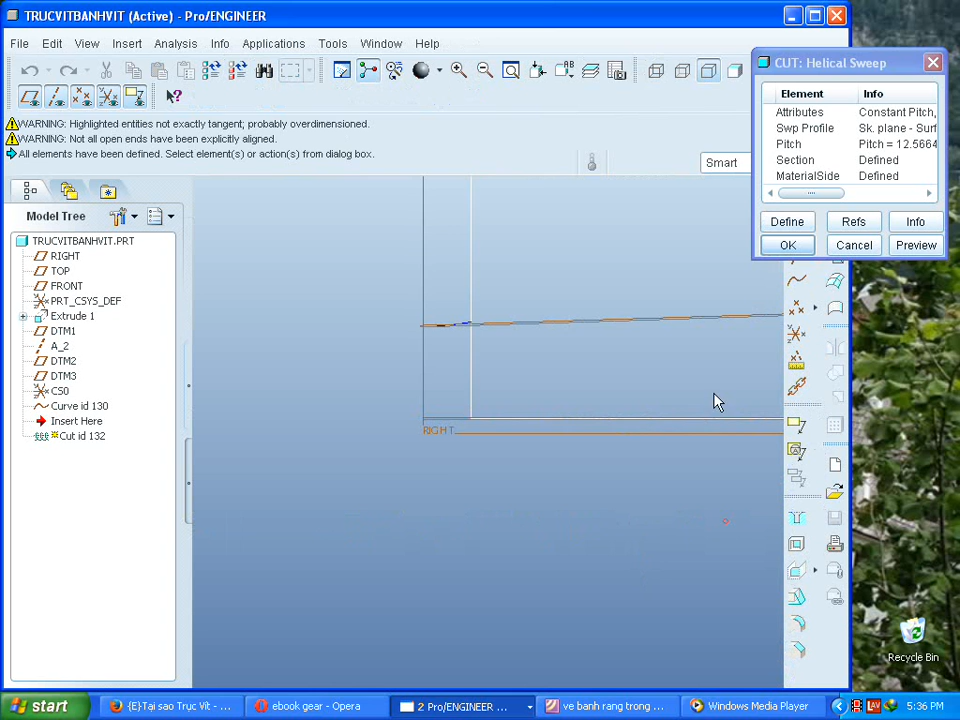 TRUCVITBANHVIT (Active) - Pro/ENGINEER
File Edit View Insert Analysis Info Applications Tools Window Help
WARNING: Highlighted entities not exactly tangent; probably overdimensioned.
WARNING: Not all open ends have been explicitly aligned.
All elements have been defined. Select element(s) or action(s) from dialog box.
Smart
CUT: Helical Sweep
Element Info
Attributes Constant Pitch,
Swp Profile Sk. plane - Surf
Pitch Pitch = 12.5664
Section Defined
MaterialSide Defined
Define Refs Info
OK Cancel Preview
Model Tree
TRUCVITBANHVIT.PRT
RIGHT
TOP
FRONT
PRT_CSYS_DEF
Extrude 1
DTM1
A_2
DTM2
DTM3
CS0
Curve id 130
Insert Here
Cut id 132
RIGHT
Recycle Bin
start
{E}Tại sao Trục Vít - ...
ebook gear - Opera
2 Pro/ENGINEER ...
ve banh rang trong ...
Windows Media Player
LAV
5:36 PM